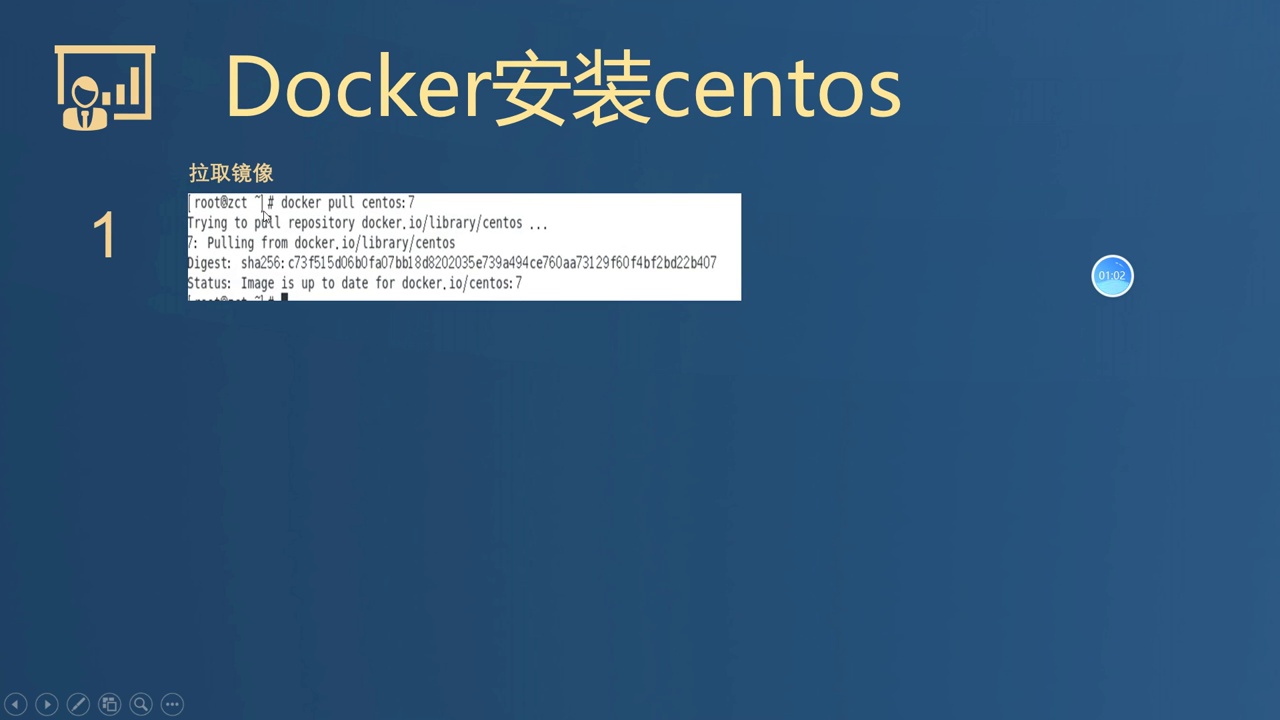 Docker安装centos
拉取镜像
1
[root@zct ~]# docker pull centos:7
Trying to pull repository docker.io/library/centos ...
7: Pulling from docker.io/library/centos
Digest: sha256:c73f515d06b0fa07bb18d8202035e739a494ce760aa73129f60f4bf2bd22b407
Status: Image is up to date for docker.io/centos:7
[root@zct ~]#
01:02